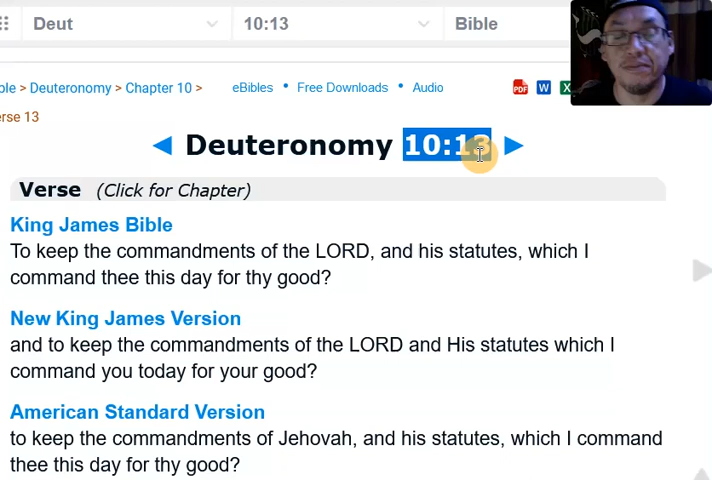 Deut 10:13 Bible
ble > Deuteronomy > Chapter 10 > eBibles • Free Downloads • Audio PDF W X
erse 13
Deuteronomy 10:13
Verse (Click for Chapter)
King James Bible
To keep the commandments of the LORD, and his statutes, which I
command thee this day for thy good?
New King James Version
and to keep the commandments of the LORD and His statutes which I
command you today for your good?
American Standard Version
to keep the commandments of Jehovah, and his statutes, which I command
thee this day for thy good?